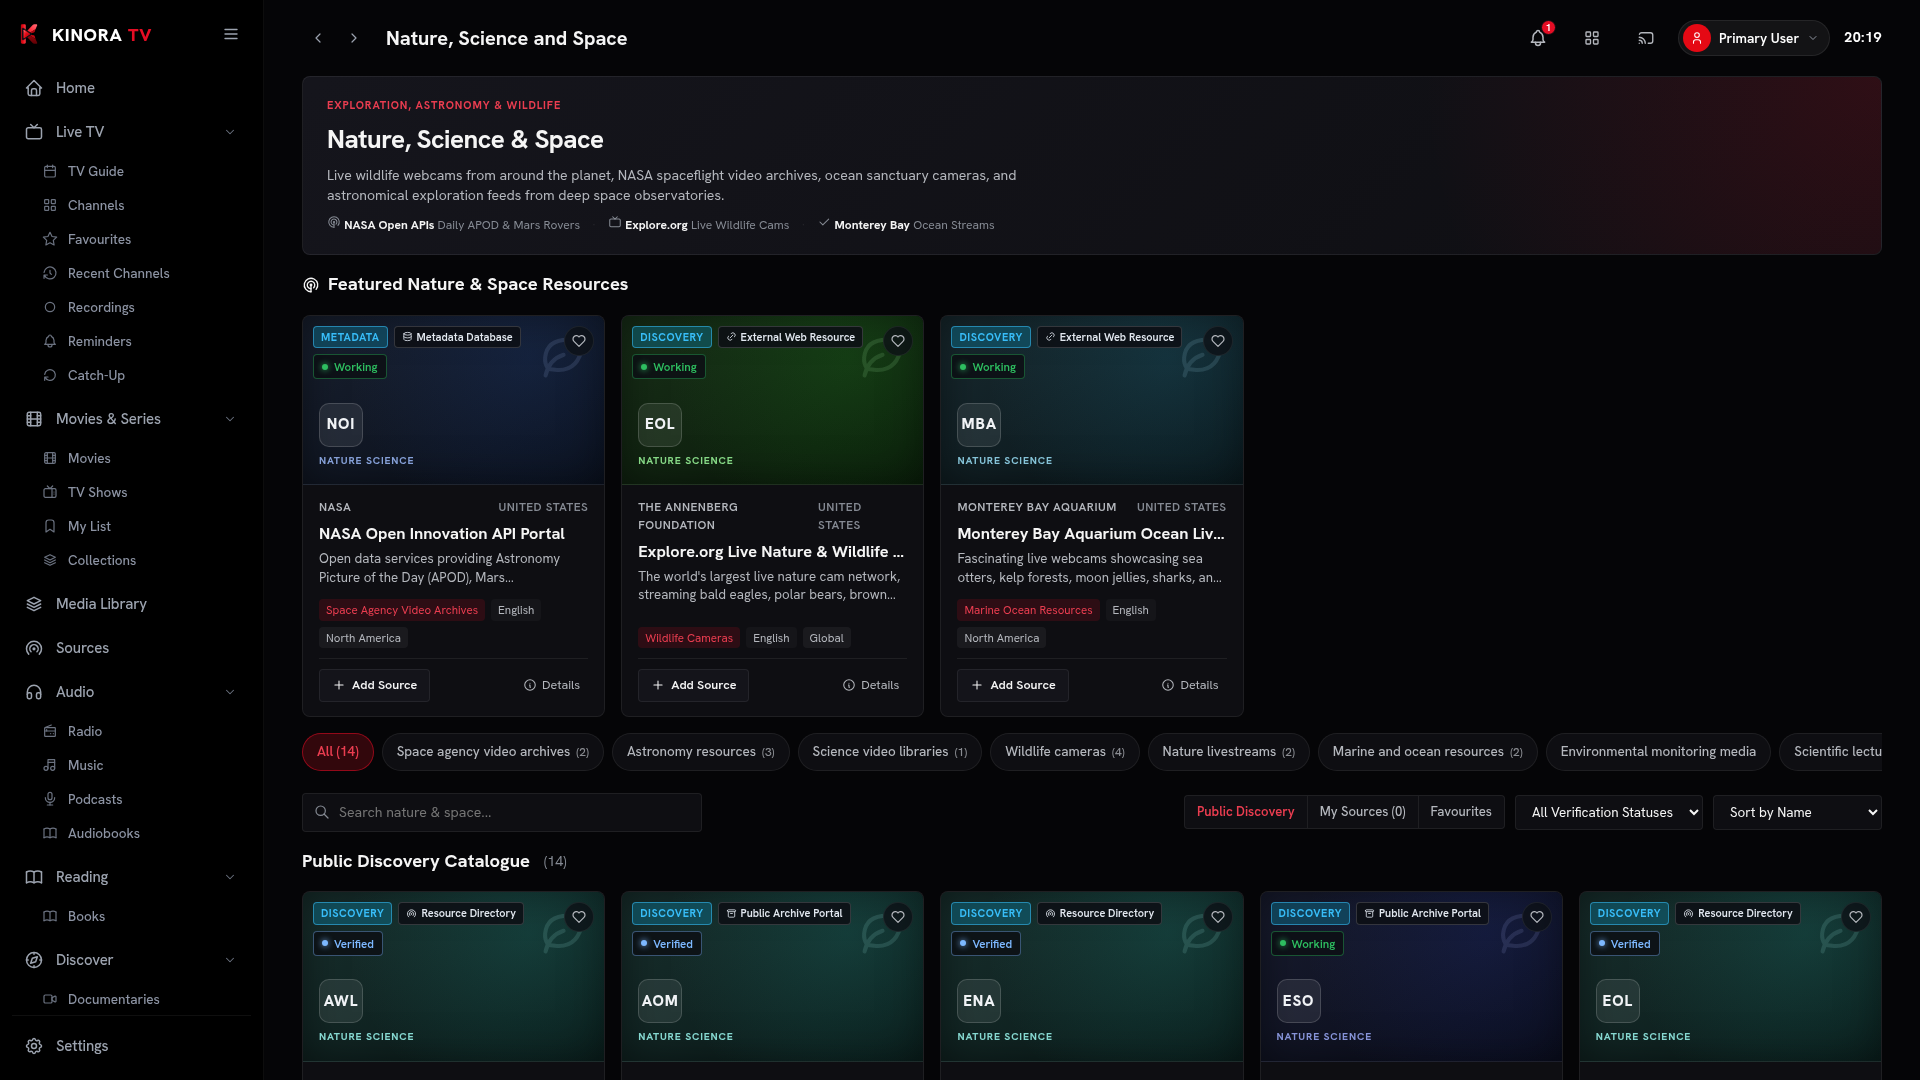 KINORA TV
Home
Live TV
TV Guide
Channels
Favourites
Recent Channels
Recordings
Reminders
Catch-Up
Movies & Series
Movies
TV Shows
My List
Collections
Media Library
Sources
Audio
Radio
Music
Podcasts
Audiobooks
Reading
Books
Discover
Documentaries
Settings
Nature, Science and Space
1
Primary User
20:19
EXPLORATION, ASTRONOMY & WILDLIFE
Nature, Science & Space
Live wildlife webcams from around the planet, NASA spaceflight video archives, ocean sanctuary cameras, and
astronomical exploration feeds from deep space observatories.
NASA Open APIs Daily APOD & Mars Rovers · Explore.org Live Wildlife Cams · Monterey Bay Ocean Streams
Featured Nature & Space Resources
METADATA Metadata Database
Working
NOI
NATURE SCIENCE
NASA UNITED STATES
NASA Open Innovation API Portal
Open data services providing Astronomy
Picture of the Day (APOD), Mars...
Space Agency Video Archives English
North America
Add Source Details
DISCOVERY External Web Resource
Working
EOL
NATURE SCIENCE
THE ANNENBERG UNITED
FOUNDATION STATES
Explore.org Live Nature & Wildlife ...
The world's largest live nature cam network,
streaming bald eagles, polar bears, brown...
Wildlife Cameras English Global
Add Source Details
DISCOVERY External Web Resource
Working
MBA
NATURE SCIENCE
MONTEREY BAY AQUARIUM UNITED STATES
Monterey Bay Aquarium Ocean Liv...
Fascinating live webcams showcasing sea
otters, kelp forests, moon jellies, sharks, an...
Marine Ocean Resources English
North America
Add Source Details
All (14) Space agency video archives (2) Astronomy resources (3) Science video libraries (1) Wildlife cameras (4) Nature livestreams (2) Marine and ocean resources (2) Environmental monitoring media Scientific lectu
Search nature & space...
Public Discovery My Sources (0) Favourites All Verification Statuses Sort by Name
Public Discovery Catalogue (14)
DISCOVERY Resource Directory
Verified
AWL
NATURE SCIENCE
DISCOVERY Public Archive Portal
Verified
AOM
NATURE SCIENCE
DISCOVERY Resource Directory
Verified
ENA
NATURE SCIENCE
DISCOVERY Public Archive Portal
Working
ESO
NATURE SCIENCE
DISCOVERY Resource Directory
Verified
EOL
NATURE SCIENCE